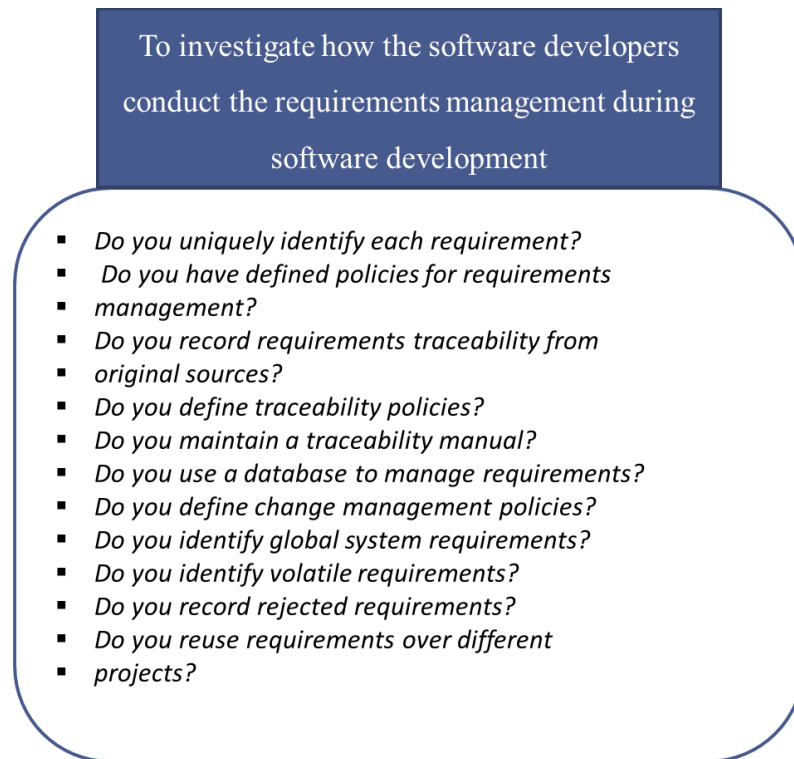 To investigate how the software developers
conduct the requirements management during
software development
▪ Do you uniquely identify each requirement?
▪ Do you have defined policies for requirements
▪ management?
▪ Do you record requirements traceability from
▪ original sources?
▪ Do you define traceability policies?
▪ Do you maintain a traceability manual?
▪ Do you use a database to manage requirements?
▪ Do you define change management policies?
▪ Do you identify global system requirements?
▪ Do you identify volatile requirements?
▪ Do you record rejected requirements?
▪ Do you reuse requirements over different
▪ projects?